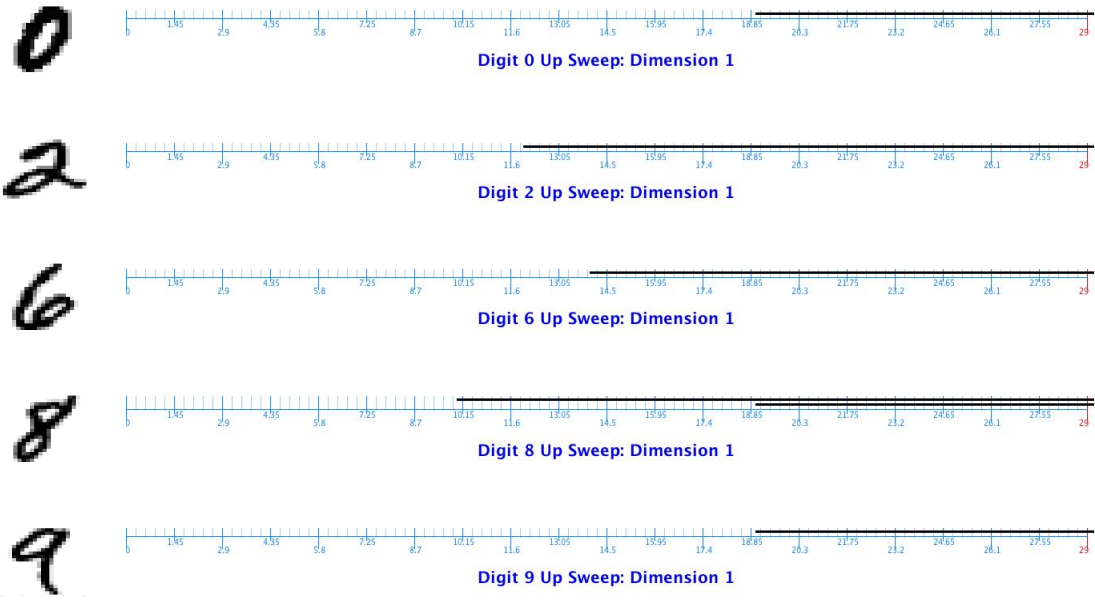 0
1.45 4.35 7.25 10.15 13.05 15.95 18.85 21.75 24.65 27.55
0 2.9 5.8 8.7 11.6 14.5 17.4 20.3 23.2 26.1 29
Digit 0 Up Sweep: Dimension 1
2
1.45 4.35 7.25 10.15 13.05 15.95 18.85 21.75 24.65 27.55
0 2.9 5.8 8.7 11.6 14.5 17.4 20.3 23.2 26.1 29
Digit 2 Up Sweep: Dimension 1
6
1.45 4.35 7.25 10.15 13.05 15.95 18.85 21.75 24.65 27.55
0 2.9 5.8 8.7 11.6 14.5 17.4 20.3 23.2 26.1 29
Digit 6 Up Sweep: Dimension 1
8
1.45 4.35 7.25 10.15 13.05 15.95 18.85 21.75 24.65 27.55
0 2.9 5.8 8.7 11.6 14.5 17.4 20.3 23.2 26.1 29
Digit 8 Up Sweep: Dimension 1
9
1.45 4.35 7.25 10.15 13.05 15.95 18.85 21.75 24.65 27.55
0 2.9 5.8 8.7 11.6 14.5 17.4 20.3 23.2 26.1 29
Digit 9 Up Sweep: Dimension 1